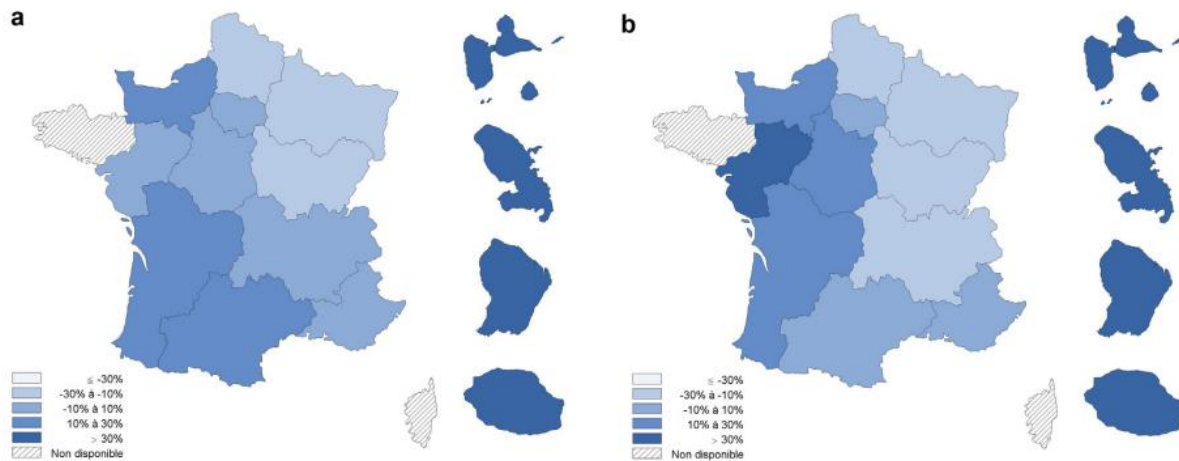 a
≤ -30%
-30% à -10%
-10% à 10%
10% à 30%
> 30%
Non disponible
b
≤ -30%
-30% à -10%
-10% à 10%
10% à 30%
> 30%
Non disponible